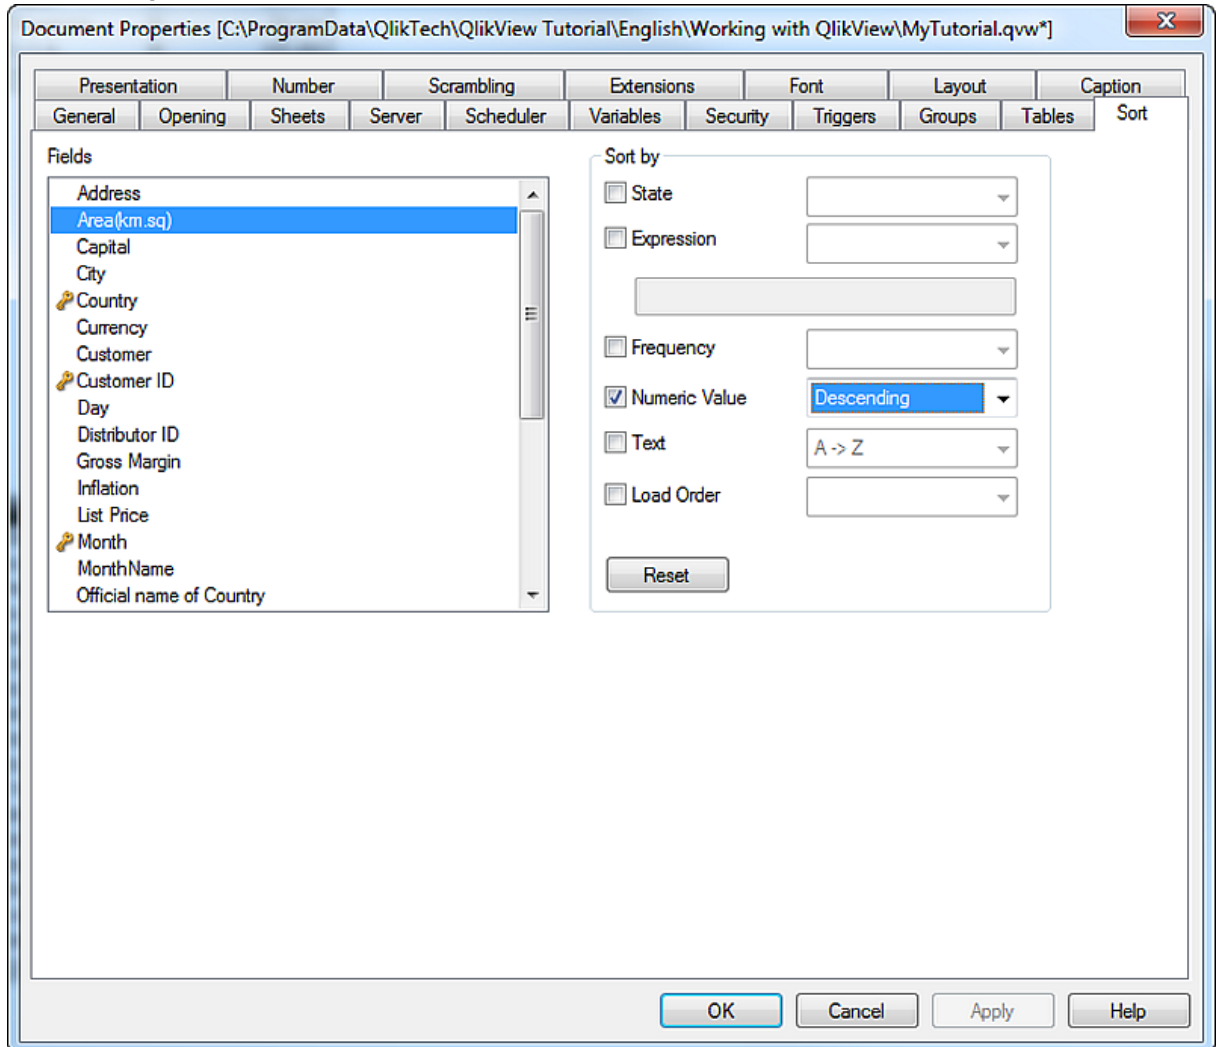 Document Properties [C:\ProgramData\QlikTech\QlikView Tutorial\English\Working with QlikView\MyTutorial.qvw*]
Presentation Number Scrambling Extensions Font Layout Caption
General Opening Sheets Server Scheduler Variables Security Triggers Groups Tables Sort
Fields
Address
Area(km.sq)
Capital
City
Country
Currency
Customer
Customer ID
Day
Distributor ID
Gross Margin
Inflation
List Price
Month
MonthName
Official name of Country
Sort by
State
Expression
Frequency
Numeric Value Descending
Text A -> Z
Load Order
Reset
OK Cancel Apply Help